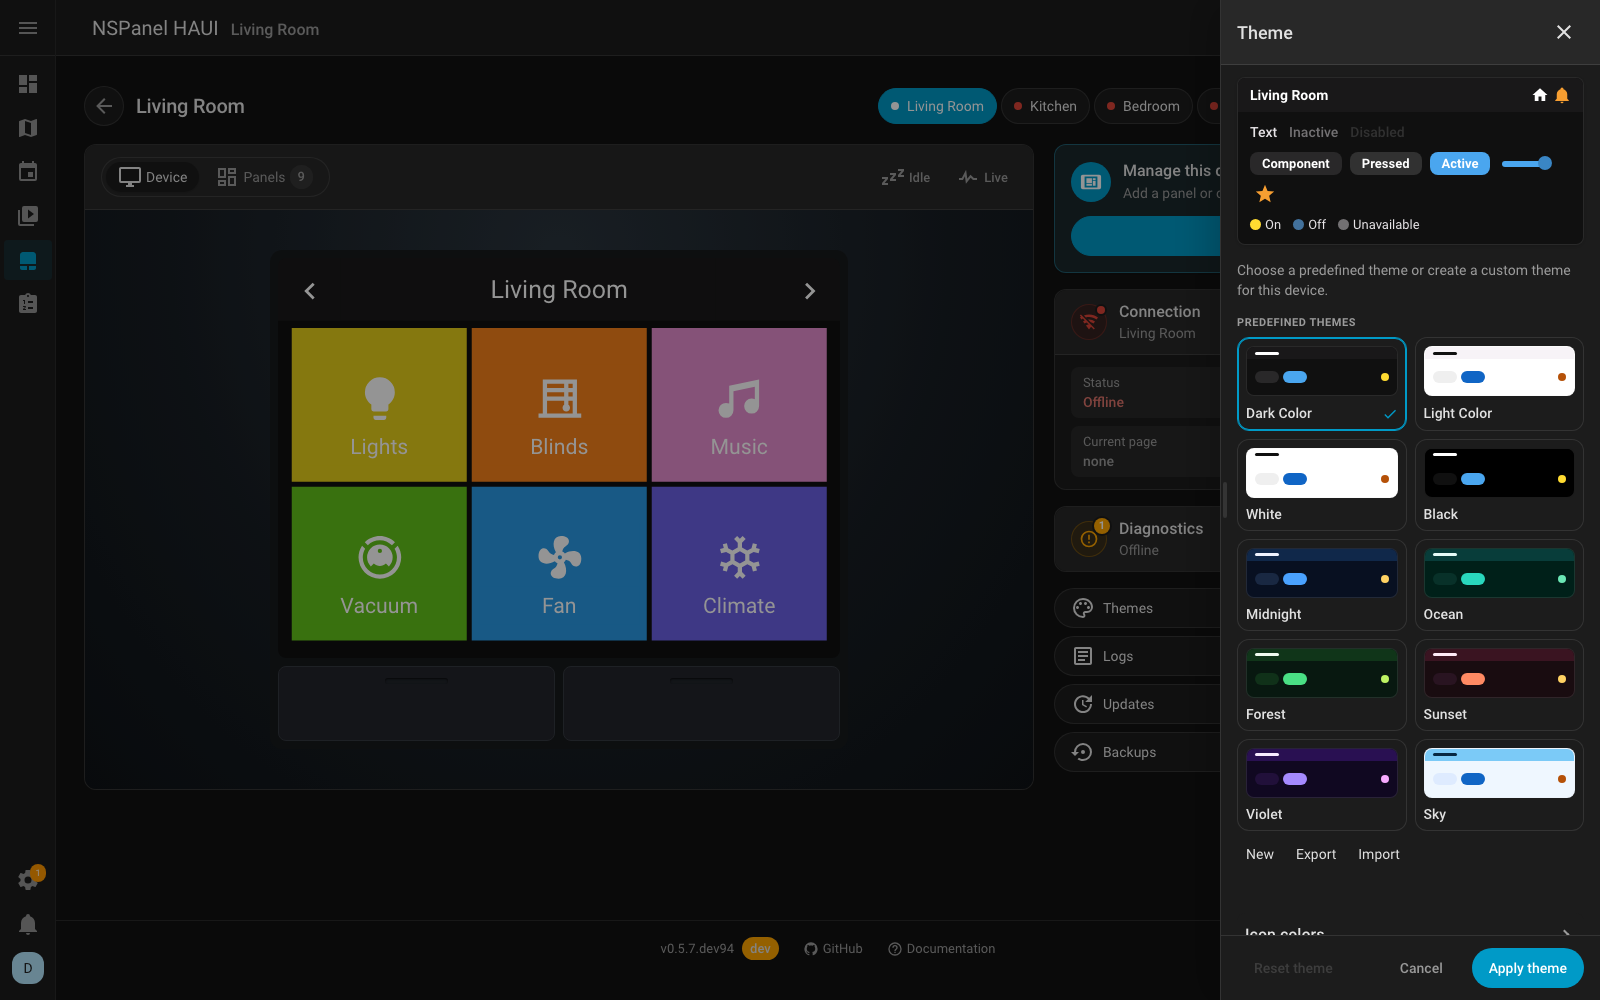 NSPanel HAUI Living Room
Living Room
Living Room
Kitchen
Bedroom
Device
Panels 9
Idle
Live
Living Room
Lights
Blinds
Music
Vacuum
Fan
Climate
Manage this
Add a panel or
Connection
Living Room
Status
Offline
Current page
none
1
Diagnostics
Offline
Themes
Logs
Updates
Backups
1
D
v0.5.7.dev94 dev GitHub Documentation
Theme
Living Room
Text Inactive Disabled
Component Pressed Active
On Off Unavailable
Choose a predefined theme or create a custom theme
for this device.
PREDEFINED THEMES
Dark Color
Light Color
White
Black
Midnight
Ocean
Forest
Sunset
Violet
Sky
New Export Import
Icon colors
Reset theme Cancel Apply theme